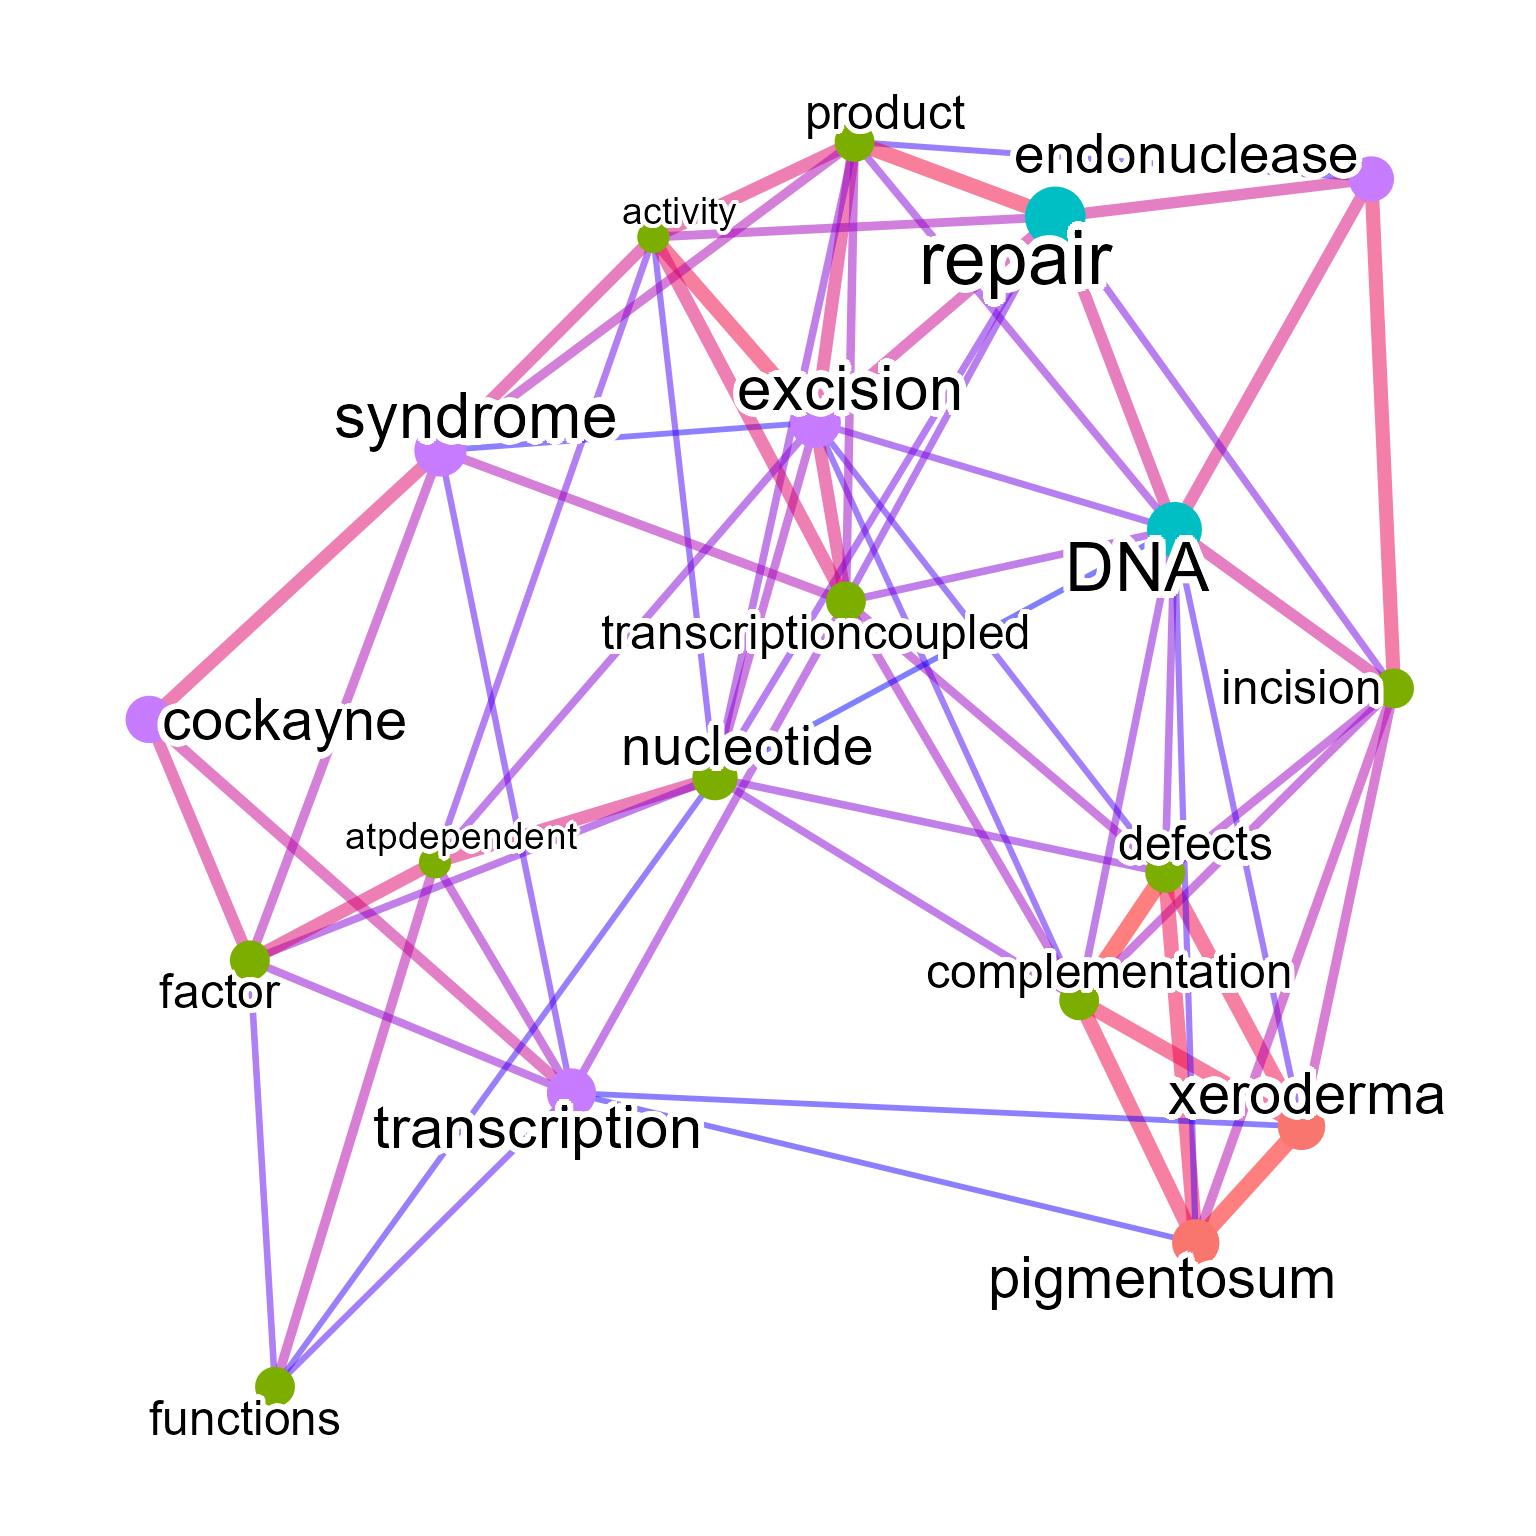 product
endonuclease
activity
repair
excision
syndrome
DNA
transcriptioncoupled
incision
cockayne
nucleotide
atpdependent
defects
complementation
factor
xeroderma
transcription
pigmentosum
functions